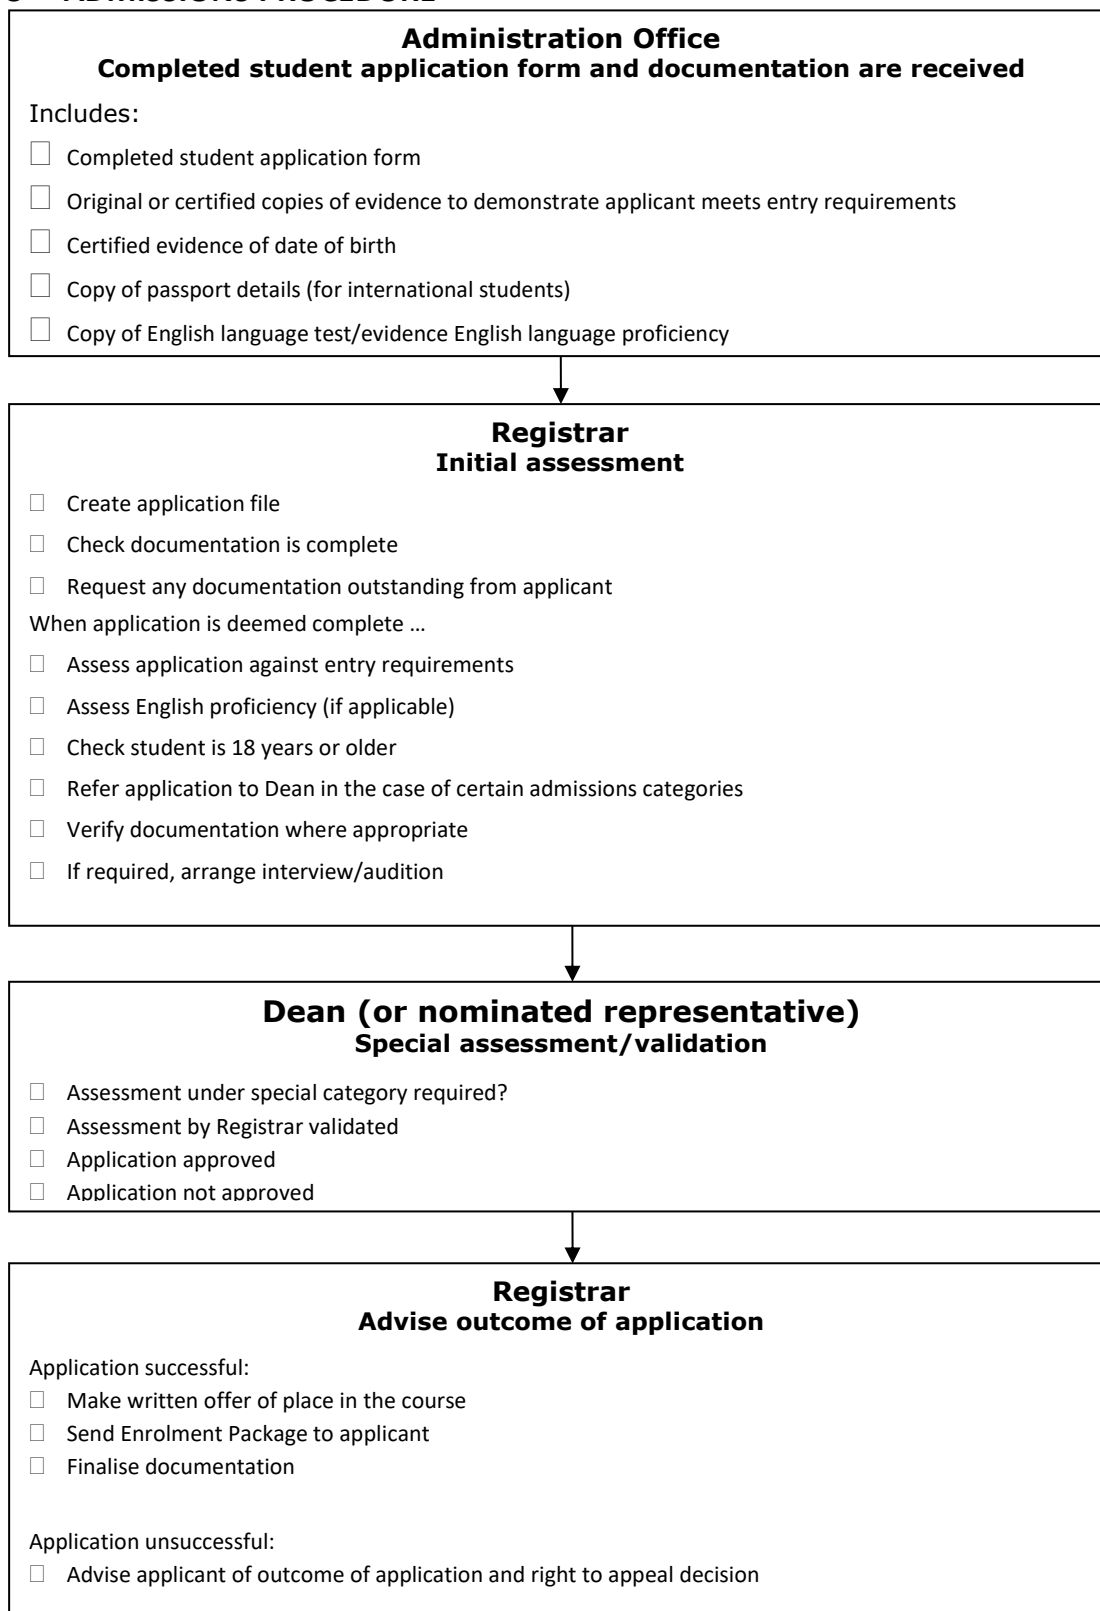 Administration Office
Completed student application form and documentation are received
Includes:
☐ Completed student application form
☐ Original or certified copies of evidence to demonstrate applicant meets entry requirements
☐ Certified evidence of date of birth
☐ Copy of passport details (for international students)
☐ Copy of English language test/evidence English language proficiency
Registrar
Initial assessment
☐ Create application file
☐ Check documentation is complete
☐ Request any documentation outstanding from applicant
When application is deemed complete …
☐ Assess application against entry requirements
☐ Assess English proficiency (if applicable)
☐ Check student is 18 years or older
☐ Refer application to Dean in the case of certain admissions categories
☐ Verify documentation where appropriate
☐ If required, arrange interview/audition
Dean (or nominated representative)
Special assessment/validation
☐ Assessment under special category required?
☐ Assessment by Registrar validated
☐ Application approved
☐ Application not approved
Registrar
Advise outcome of application
Application successful:
☐ Make written offer of place in the course
☐ Send Enrolment Package to applicant
☐ Finalise documentation
Application unsuccessful:
☐ Advise applicant of outcome of application and right to appeal decision